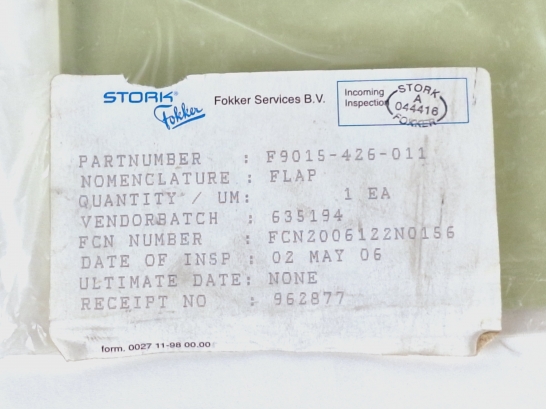 STORK® Fokker Fokker Services B.V.
Incoming Inspection
STORK A 044416 FOKKER
PARTNUMBER : F9015-426-011
NOMENCLATURE : FLAP
QUANTITY / UM: 1 EA
VENDORBATCH : 635194
FCN NUMBER : FCN2006122N0156
DATE OF INSP : 02 MAY 06
ULTIMATE DATE: NONE
RECEIPT NO : 962877
form. 0027 11-98 00.00